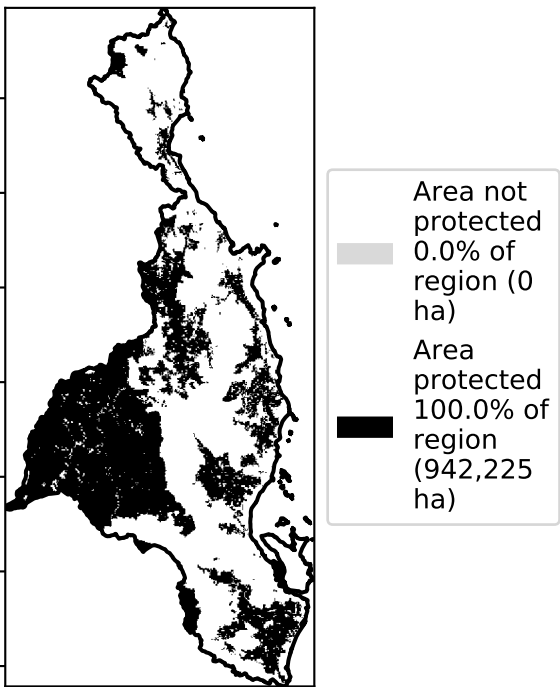 Area not
protected
0.0% of
region (0
ha)
Area
protected
100.0% of
region
(942,225
ha)